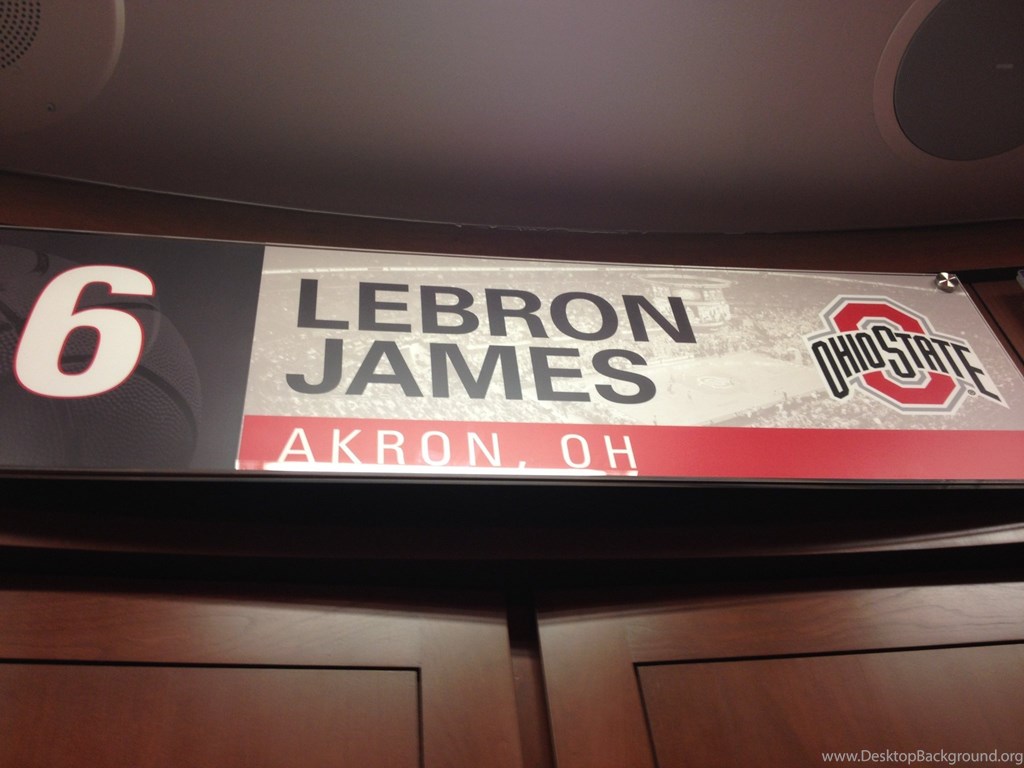 6
LEBRON
JAMES
AKRON, OH
OHIO STATE
®
www.DesktopBackground.org